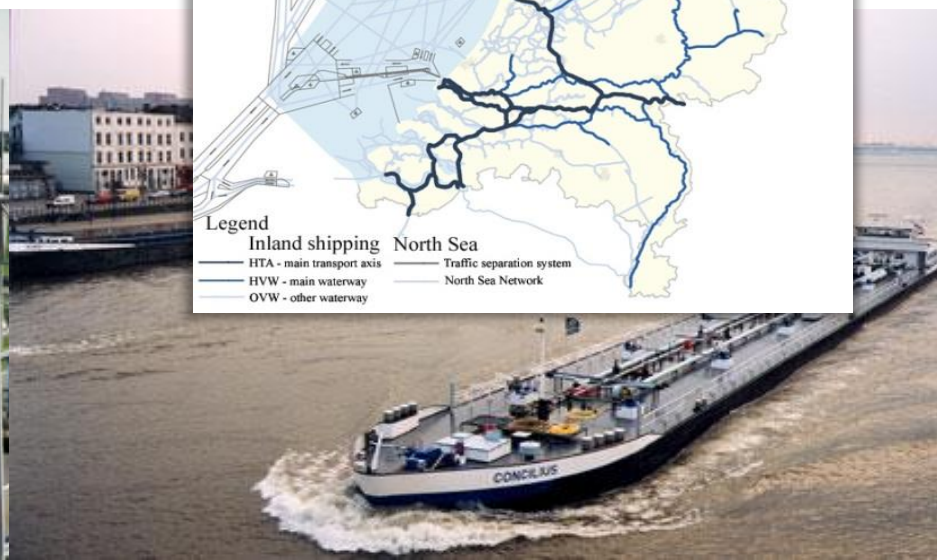 Legend
Inland shipping North Sea
HTA - main transport axis Traffic separation system
HVW - main waterway North Sea Network
OVW - other waterway
CONCILIUS